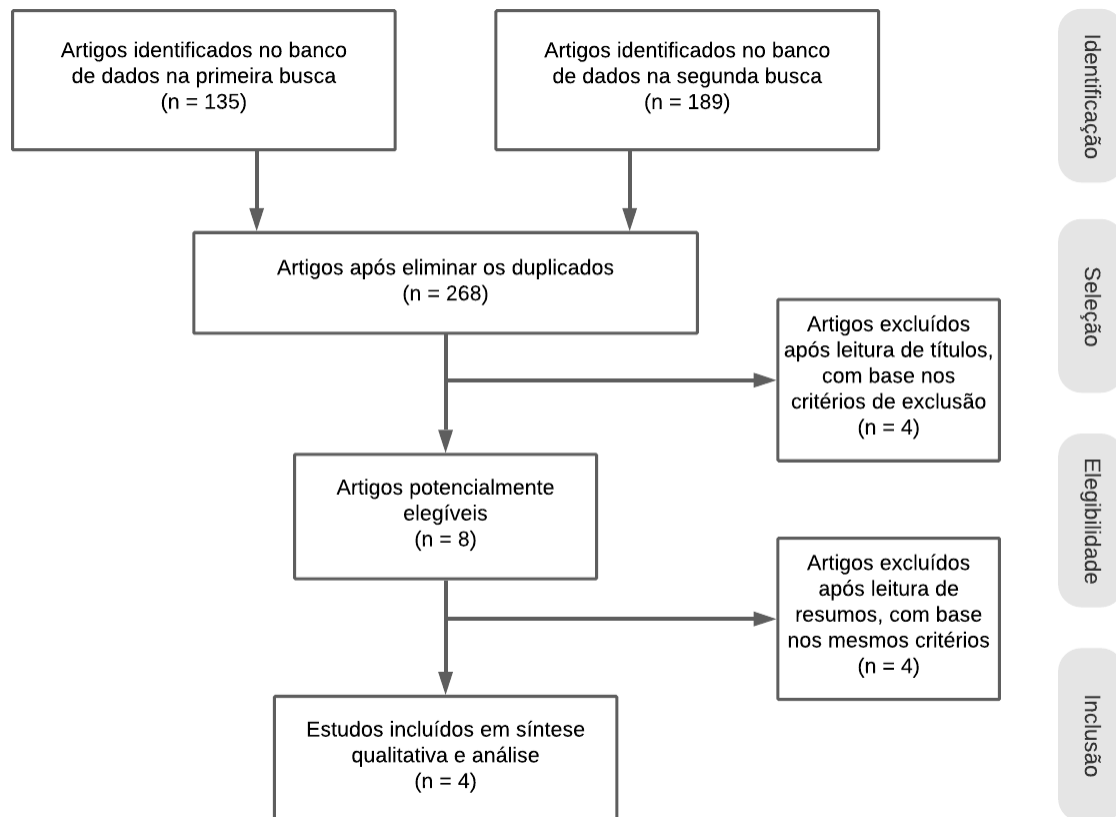 Artigos identificados no banco
de dados na primeira busca
(n = 135)
Artigos identificados no banco
de dados na segunda busca
(n = 189)
Identificação
Artigos após eliminar os duplicados
(n = 268)
Seleção
Artigos excluídos
após leitura de títulos,
com base nos
critérios de exclusão
(n = 4)
Artigos potencialmente
elegíveis
(n = 8)
Elegibilidade
Artigos excluídos
após leitura de
resumos, com base
nos mesmos critérios
(n = 4)
Estudos incluídos em síntese
qualitativa e análise
(n = 4)
Inclusão